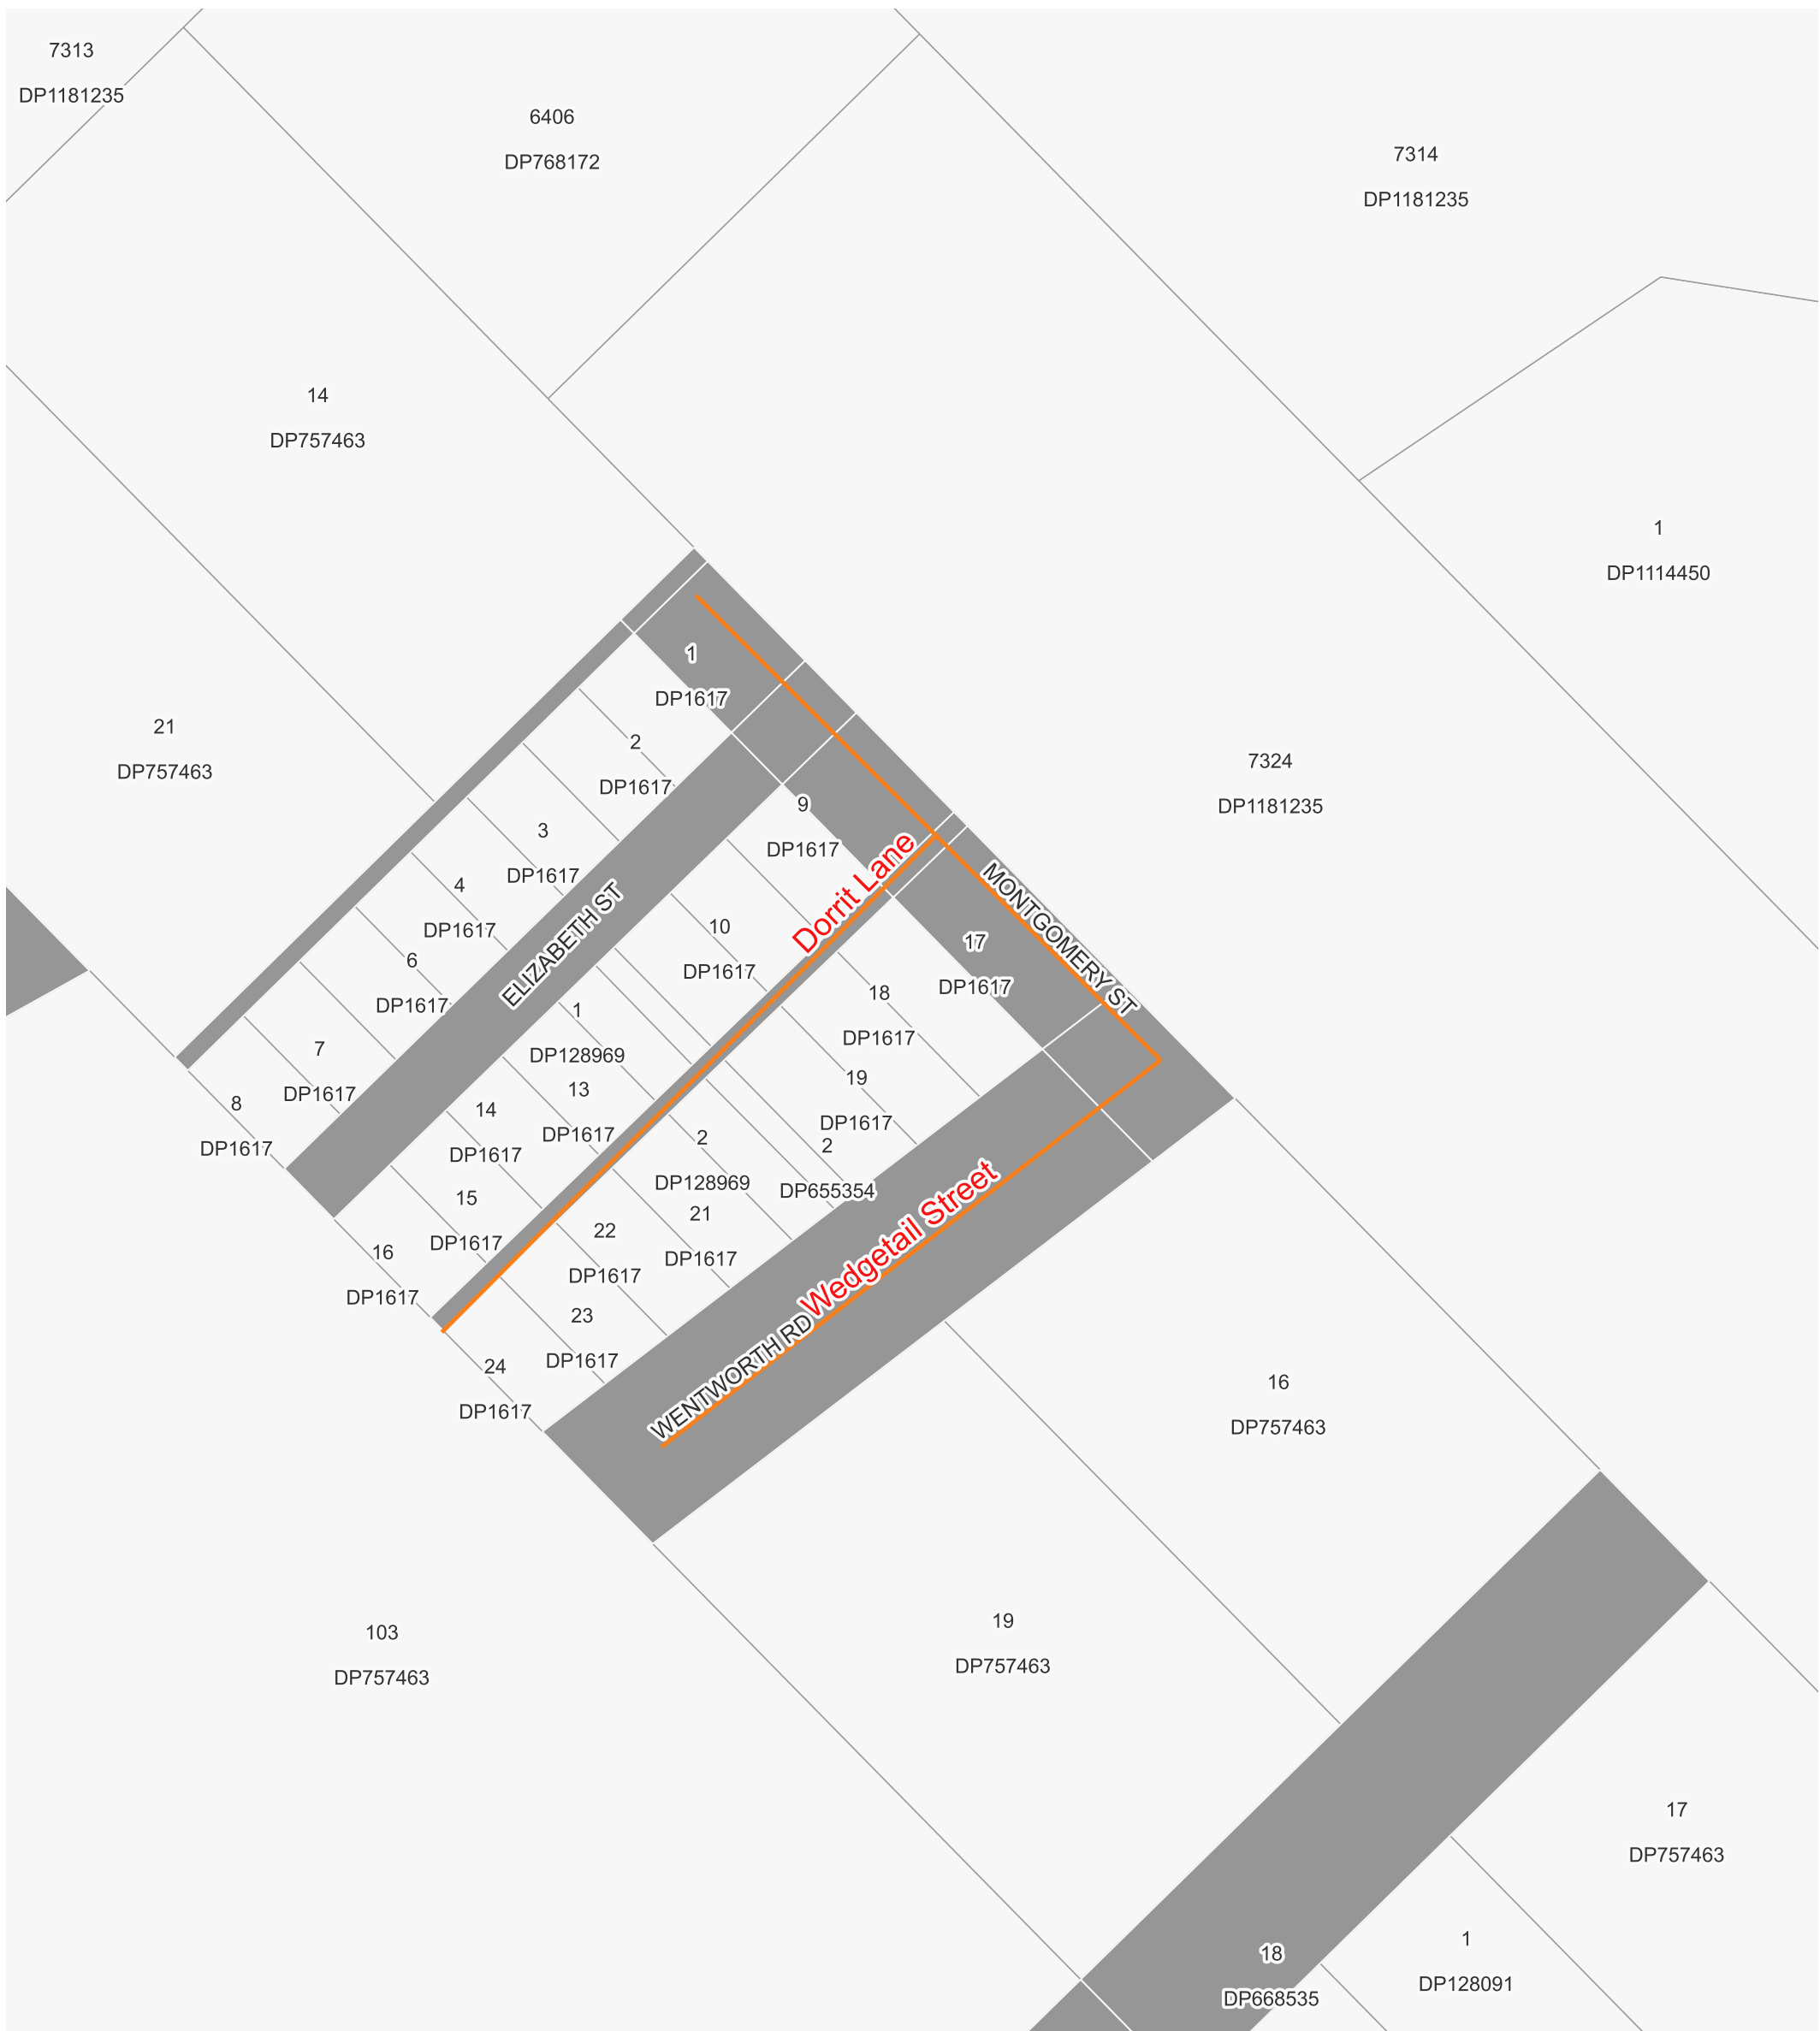 7313
DP1181235
6406
DP768172
7314
DP1181235
14
DP757463
1
DP1114450
21
DP757463
7324
DP1181235
1
DP1617
2
DP1617
3
DP1617
4
DP1617
6
DP1617
7
DP1617
8
DP1617
ELIZABETH ST
9
DP1617
10
DP1617
Dorrit Lane
MONTGOMERY ST
17
DP1617
18
DP1617
19
DP1617
1
DP128969
13
DP1617
14
DP1617
15
DP1617
16
DP1617
2
DP128969
2
DP655354
21
DP1617
22
DP1617
23
DP1617
24
DP1617
Wedgetail Street
WENTWORTH RD
16
DP757463
19
DP757463
103
DP757463
17
DP757463
18
DP668535
1
DP128091